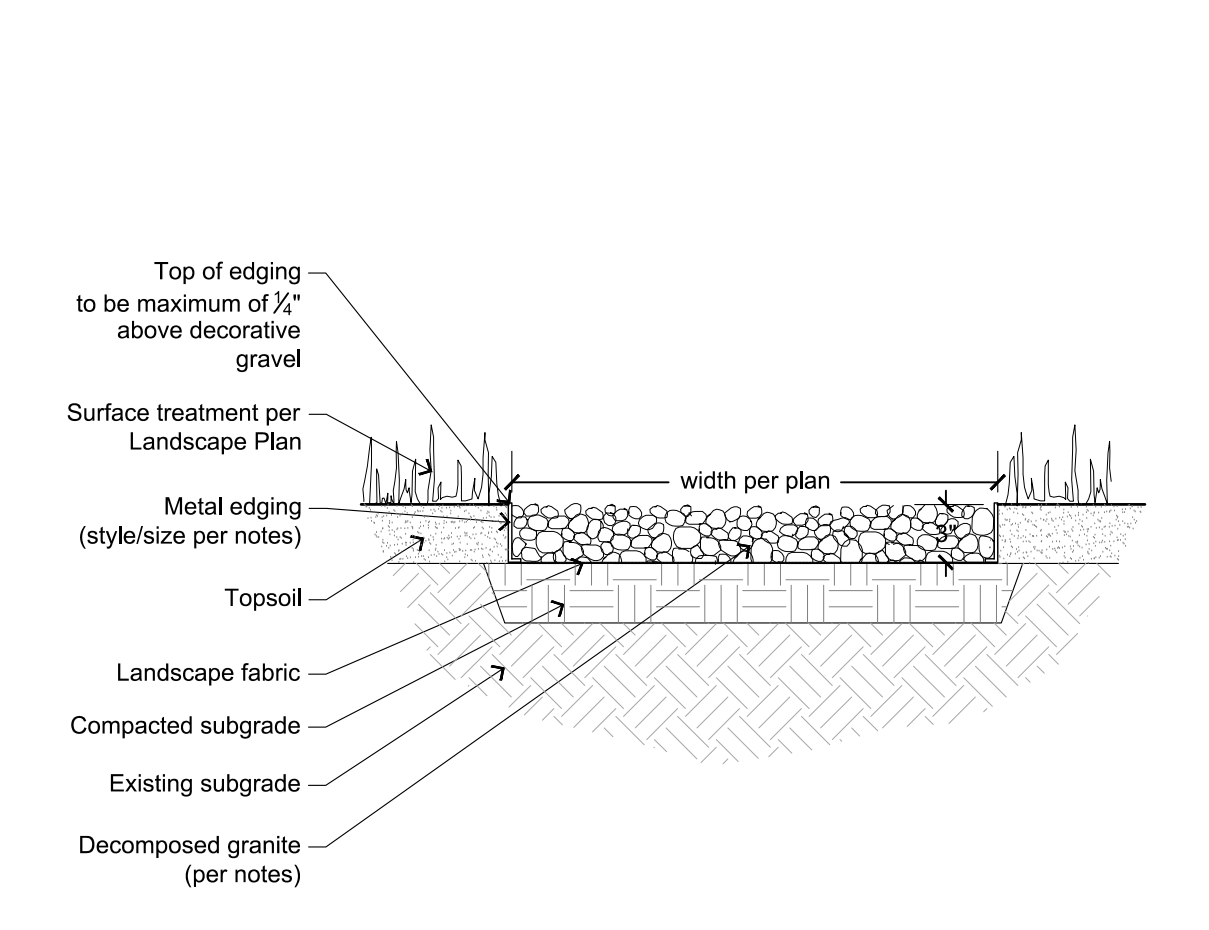 Top of edging
to be maximum of 1/4"
above decorative
gravel
Surface treatment per
Landscape Plan
width per plan
Metal edging
(style/size per notes)
3"
Topsoil
Landscape fabric
Compacted subgrade
Existing subgrade
Decomposed granite
(per notes)